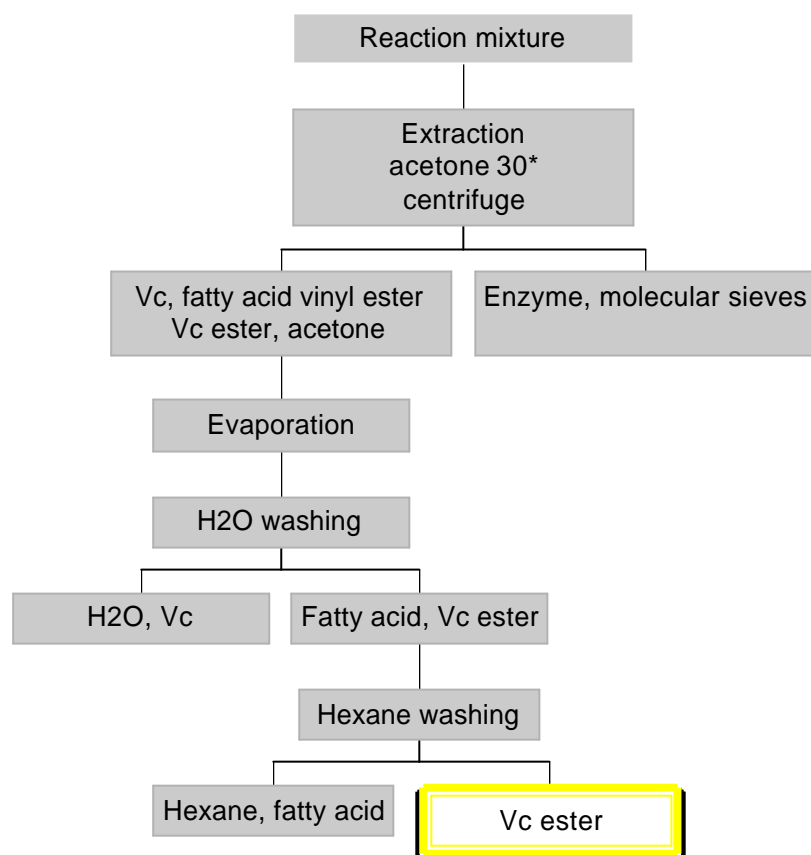 Reaction mixture
Extraction
acetone 30*
centrifuge
Vc, fatty acid vinyl ester
Vc ester, acetone
Enzyme, molecular sieves
Evaporation
H2O washing
H2O, Vc
Fatty acid, Vc ester
Hexane washing
Hexane, fatty acid
Vc ester